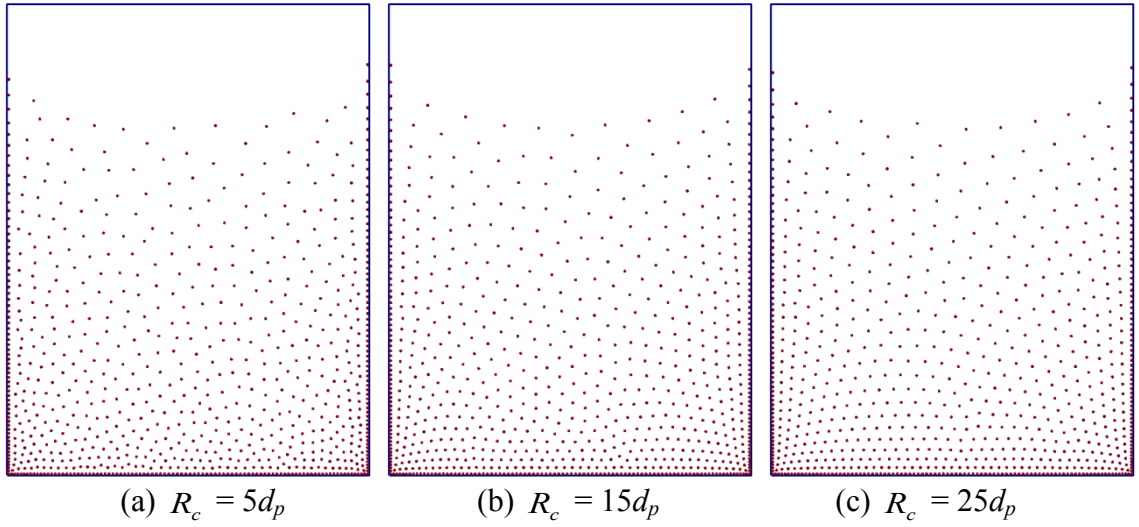 (a) R_c = 5d_p
(b) R_c = 15d_p
(c) R_c = 25d_p